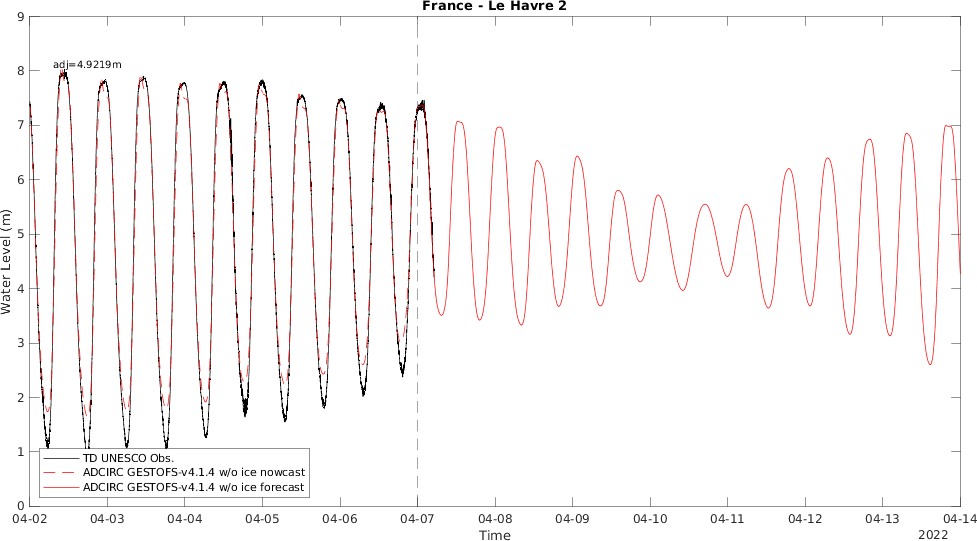 France - Le Havre 2
adj=4.9219m
9
8
7
6
5
4
3
2
1
0
Water Level (m)
TD UNESCO Obs.
ADCIRC GESTOFS-v4.1.4 w/o ice nowcast
ADCIRC GESTOFS-v4.1.4 w/o ice forecast
04-02 04-03 04-04 04-05 04-06 04-07 04-08 04-09 04-10 04-11 04-12 04-13 04-14
Time
2022